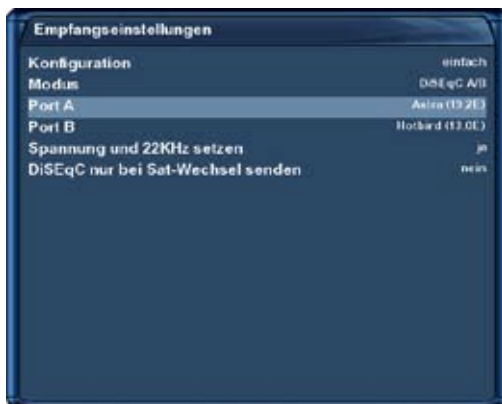 Empfangseinstellungen
Konfiguration einfach
Modus DiSEqC A/B
Port A Astra (19.2E)
Port B Hotbird (13.0E)
Spannung und 22KHz setzen ja
DiSEqC nur bei Sat-Wechsel senden nein